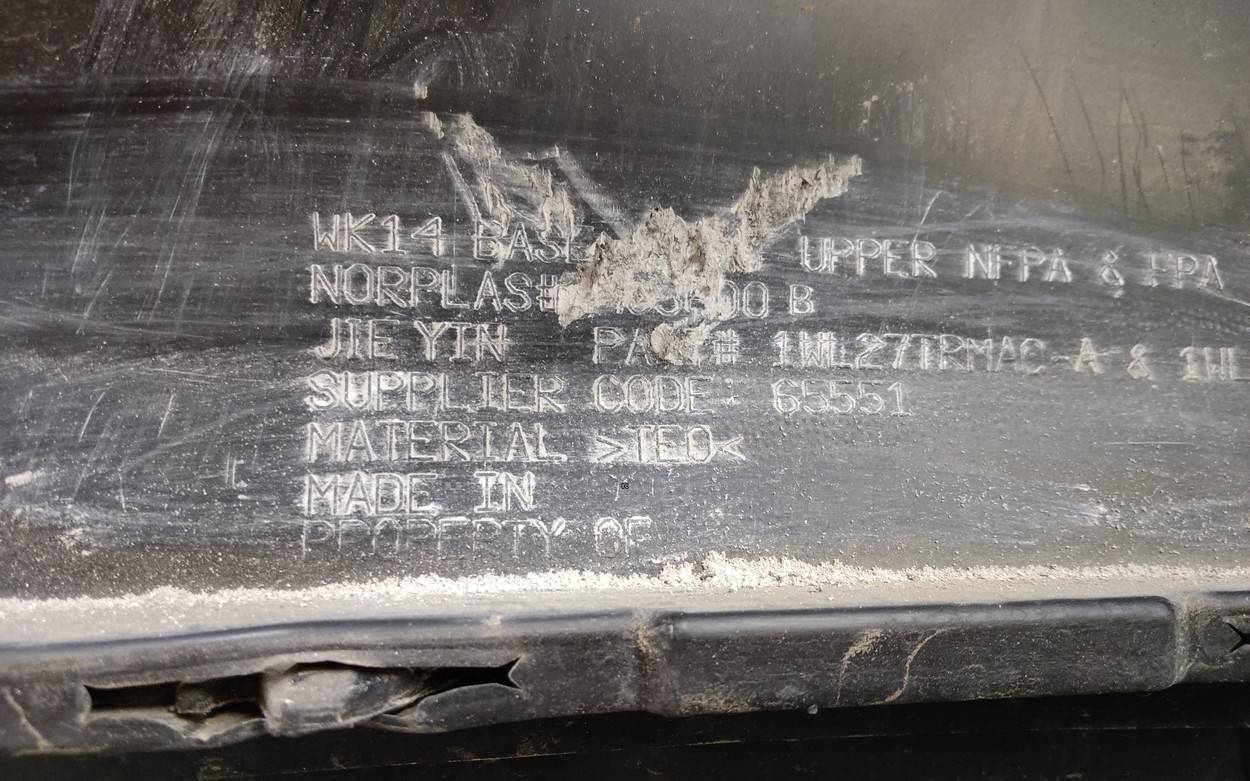 WK14 BASE UPPER NFPA & FPA
NORPLAS# B
JIE YIN PART# 1WL27TRMAC-A & 1WL
SUPPLIER CODE: 65551
MATERIAL >TEO<
MADE IN
PROPERTY OF